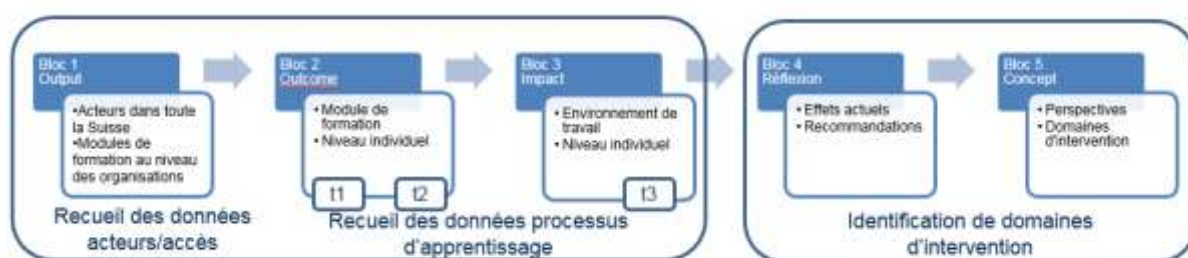 Bloc 1
Output
•Acteurs dans toute
la Suisse
•Modules de
formation au niveau
des organisations
Bloc 2
Outcome
• Module de
formation
• Niveau individuel
t1
t2
Bloc 3
Impact
• Environnement de
travail
• Niveau individuel
t3
Bloc 4
Réflexion
• Effets actuels
• Recommandations
Bloc 5
Concept
• Perspectives
• Domaines
d'intervention
Recueil des données
acteurs/accès
Recueil des données processus
d'apprentissage
Identification de domaines
d'intervention